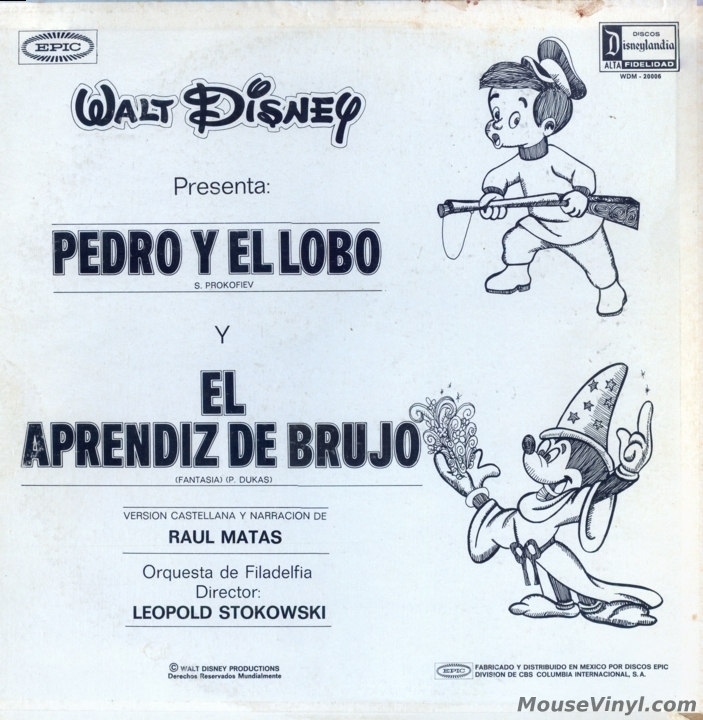 EPIC
DISCOS
Disneylandia
ALTA FIDELIDAD
WDM - 20006
WALT DISNEY
Presenta:
PEDRO Y EL LOBO
S. PROKOFIEV
Y
EL
APRENDIZ DE BRUJO
(FANTASIA) (P. DUKAS)
VERSION CASTELLANA Y NARRACION DE
RAUL MATAS
Orquesta de Filadelfia
Director:
LEOPOLD STOKOWSKI
© WALT DISNEY PRODUCTIONS
Derechos Reservados Mundialmente
EPIC
FABRICADO Y DISTRIBUIDO EN MEXICO POR DISCOS EPIC
DIVISION DE CBS COLUMBIA INTERNACIONAL, S.A.
MouseVinyl.com